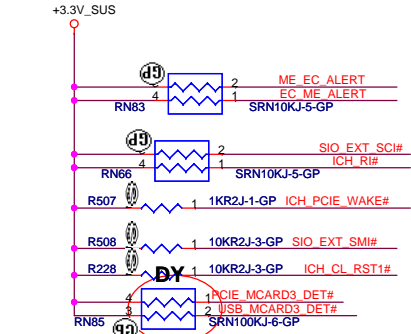 +3.3V_SUS
2 ME_EC_ALERT
4 1 EC_ME_ALERT
RN83 SRN10KJ-5-GP
2 SIO_EXT_SCI#
4 1 ICH_RI#
RN66 SRN10KJ-5-GP
R507 1 1KR2J-1-GP ICH_PCIE_WAKE#
R508 1 10KR2J-3-GP SIO_EXT_SMI#
R228 1 10KR2J-3-GP ICH_CL_RST1#
DY
4 1 PCIE_MCARD3_DET#
3 2 USB_MCARD3_DET#
RN85 SRN100KJ-6-GP